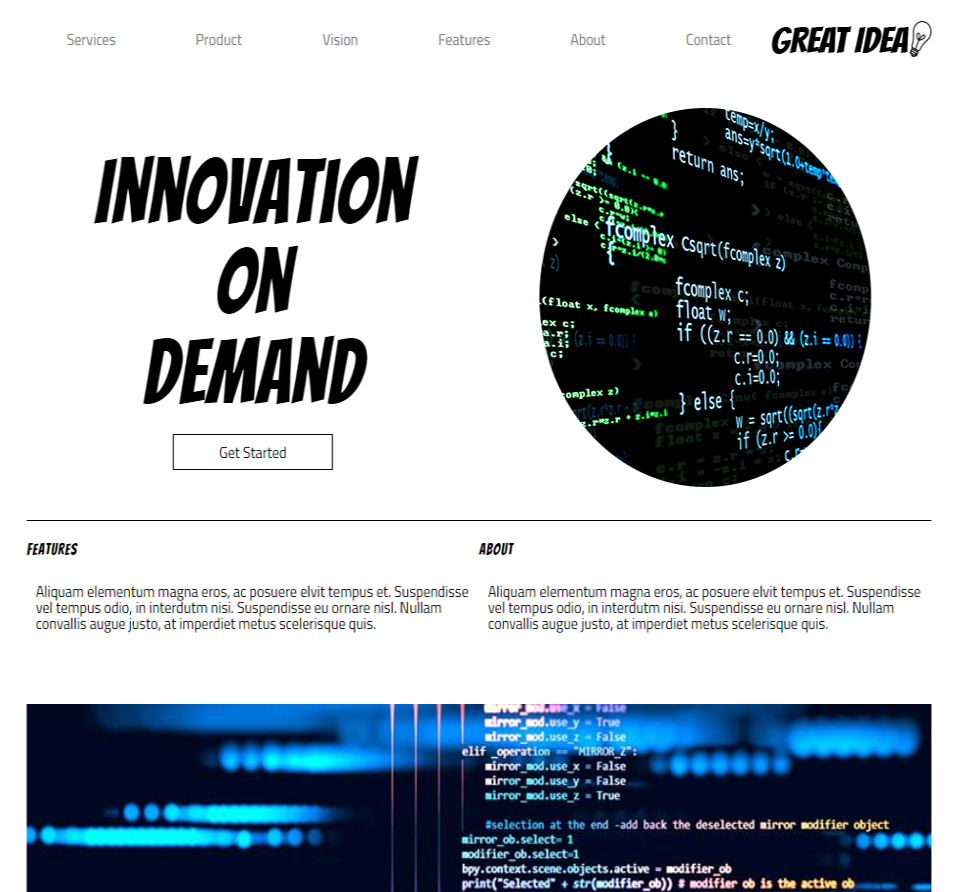 Services Product Vision Features About Contact GREAT IDEA
INNOVATION
ON
DEMAND
Get Started
temp=x/y;
ans=y*sqrt(1.0+temp*te
}
return ans;
else {
fcomplex Csqrt(fcomplex z)
{
fcomplex c;
float w;
(float x, fcomplex a)
if ((z.r == 0.0) && (z.i == 0.0)) {
c.r=0.0;
c.i=0.0;
omplex z)
} else {
w = sqrt((sqrt(z.r*z
if (z.r >= 0.0){
FEATURES
Aliquam elementum magna eros, ac posuere elvit tempus et. Suspendisse
vel tempus odio, in interdutm nisi. Suspendisse eu ornare nisl. Nullam
convallis augue justo, at imperdiet metus scelerisque quis.
ABOUT
Aliquam elementum magna eros, ac posuere elvit tempus et. Suspendisse
vel tempus odio, in interdutm nisi. Suspendisse eu ornare nisl. Nullam
convallis augue justo, at imperdiet metus scelerisque quis.
mirror_mod.use_x = False
mirror_mod.use_y = True
mirror_mod.use_z = False
elif _operation == "MIRROR_Z":
mirror_mod.use_x = False
mirror_mod.use_y = False
mirror_mod.use_z = True
#selection at the end -add back the deselected mirror modifier object
mirror_ob.select= 1
modifier_ob.select=1
bpy.context.scene.objects.active = modifier_ob
print("Selected" + str(modifier_ob)) # modifier ob is the active ob